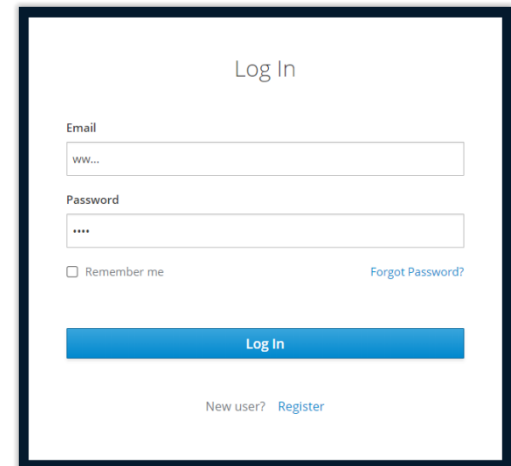 Log In
Email
ww...
Password
••••
Remember me Forgot Password?
Log In
New user? Register